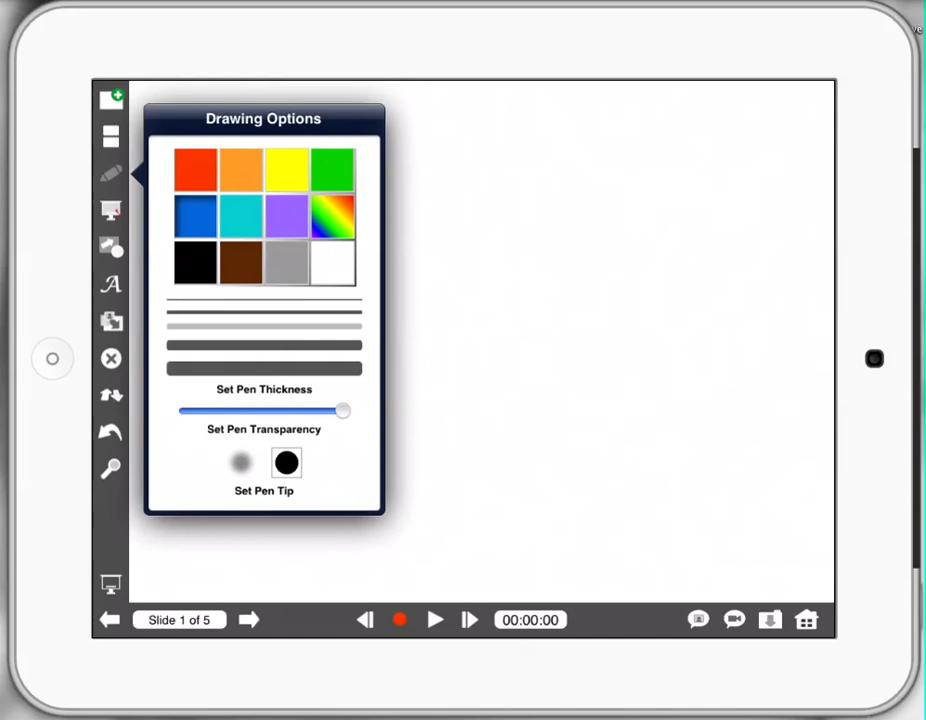 Drawing Options
A
Set Pen Thickness
Set Pen Transparency
Set Pen Tip
Slide 1 of 5
00:00:00